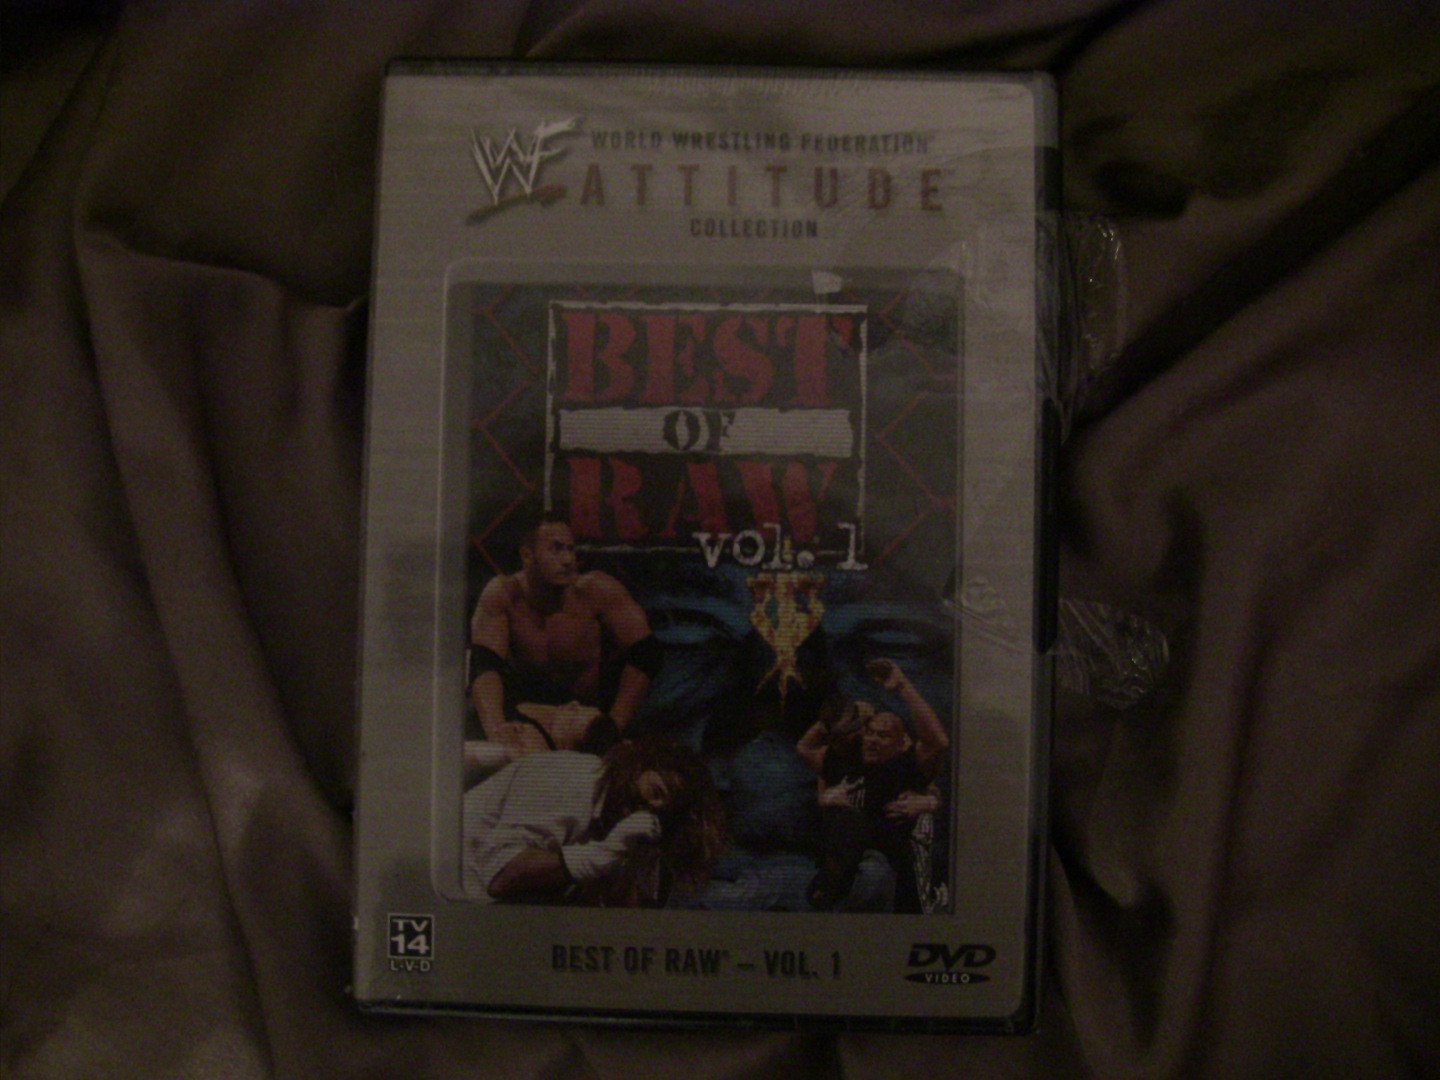 WF WORLD WRESTLING FEDERATION
ATTITUDE
COLLECTION
BEST
OF
RAW
vol. 1
TV
14
L-V-D
BEST OF RAW® – VOL. 1
DVD
VIDEO